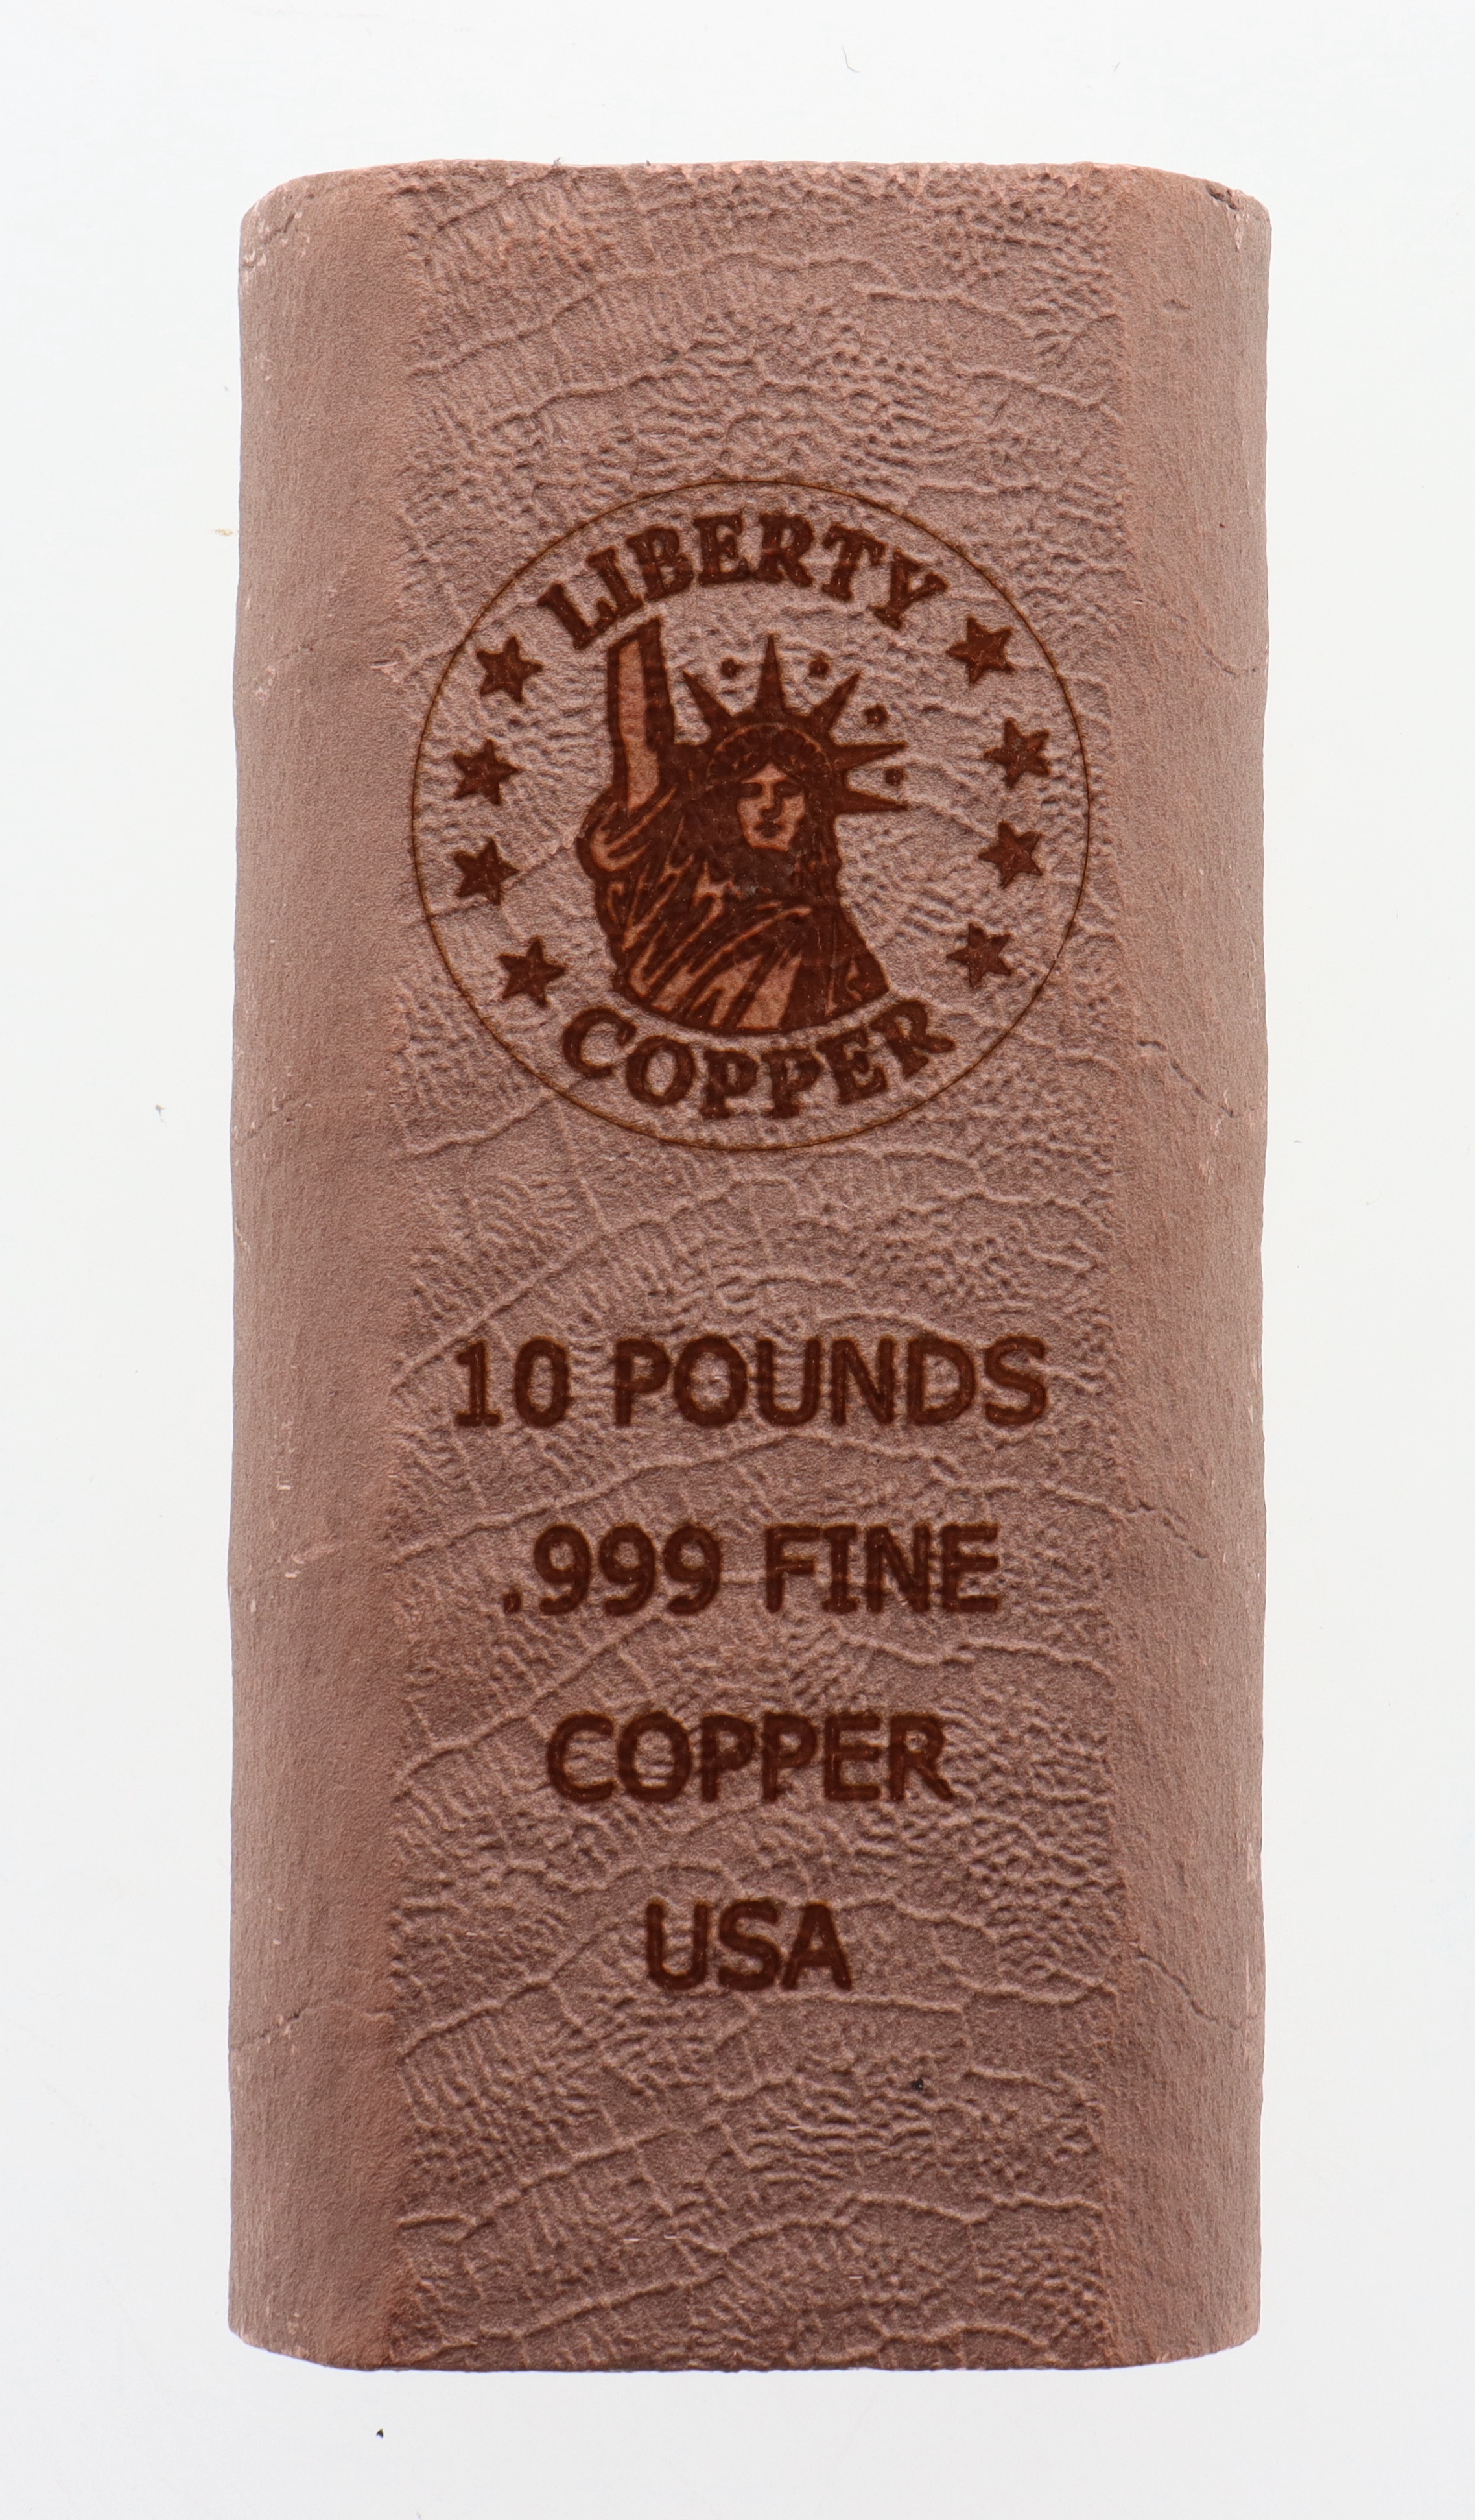 LIBERTY
COPPER
10 POUNDS
.999 FINE
COPPER
USA